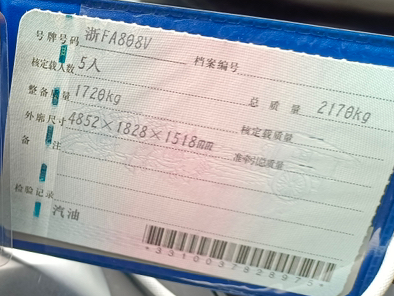 号牌号码 浙FA808V 档案编号
核定载人数 5人 总质量 2170kg
整备质量 1720kg 核定载质量 --
外廓尺寸 4852×1828×1518mm 准牵引总质量
备注
检验记录
汽油
*3310037828975*